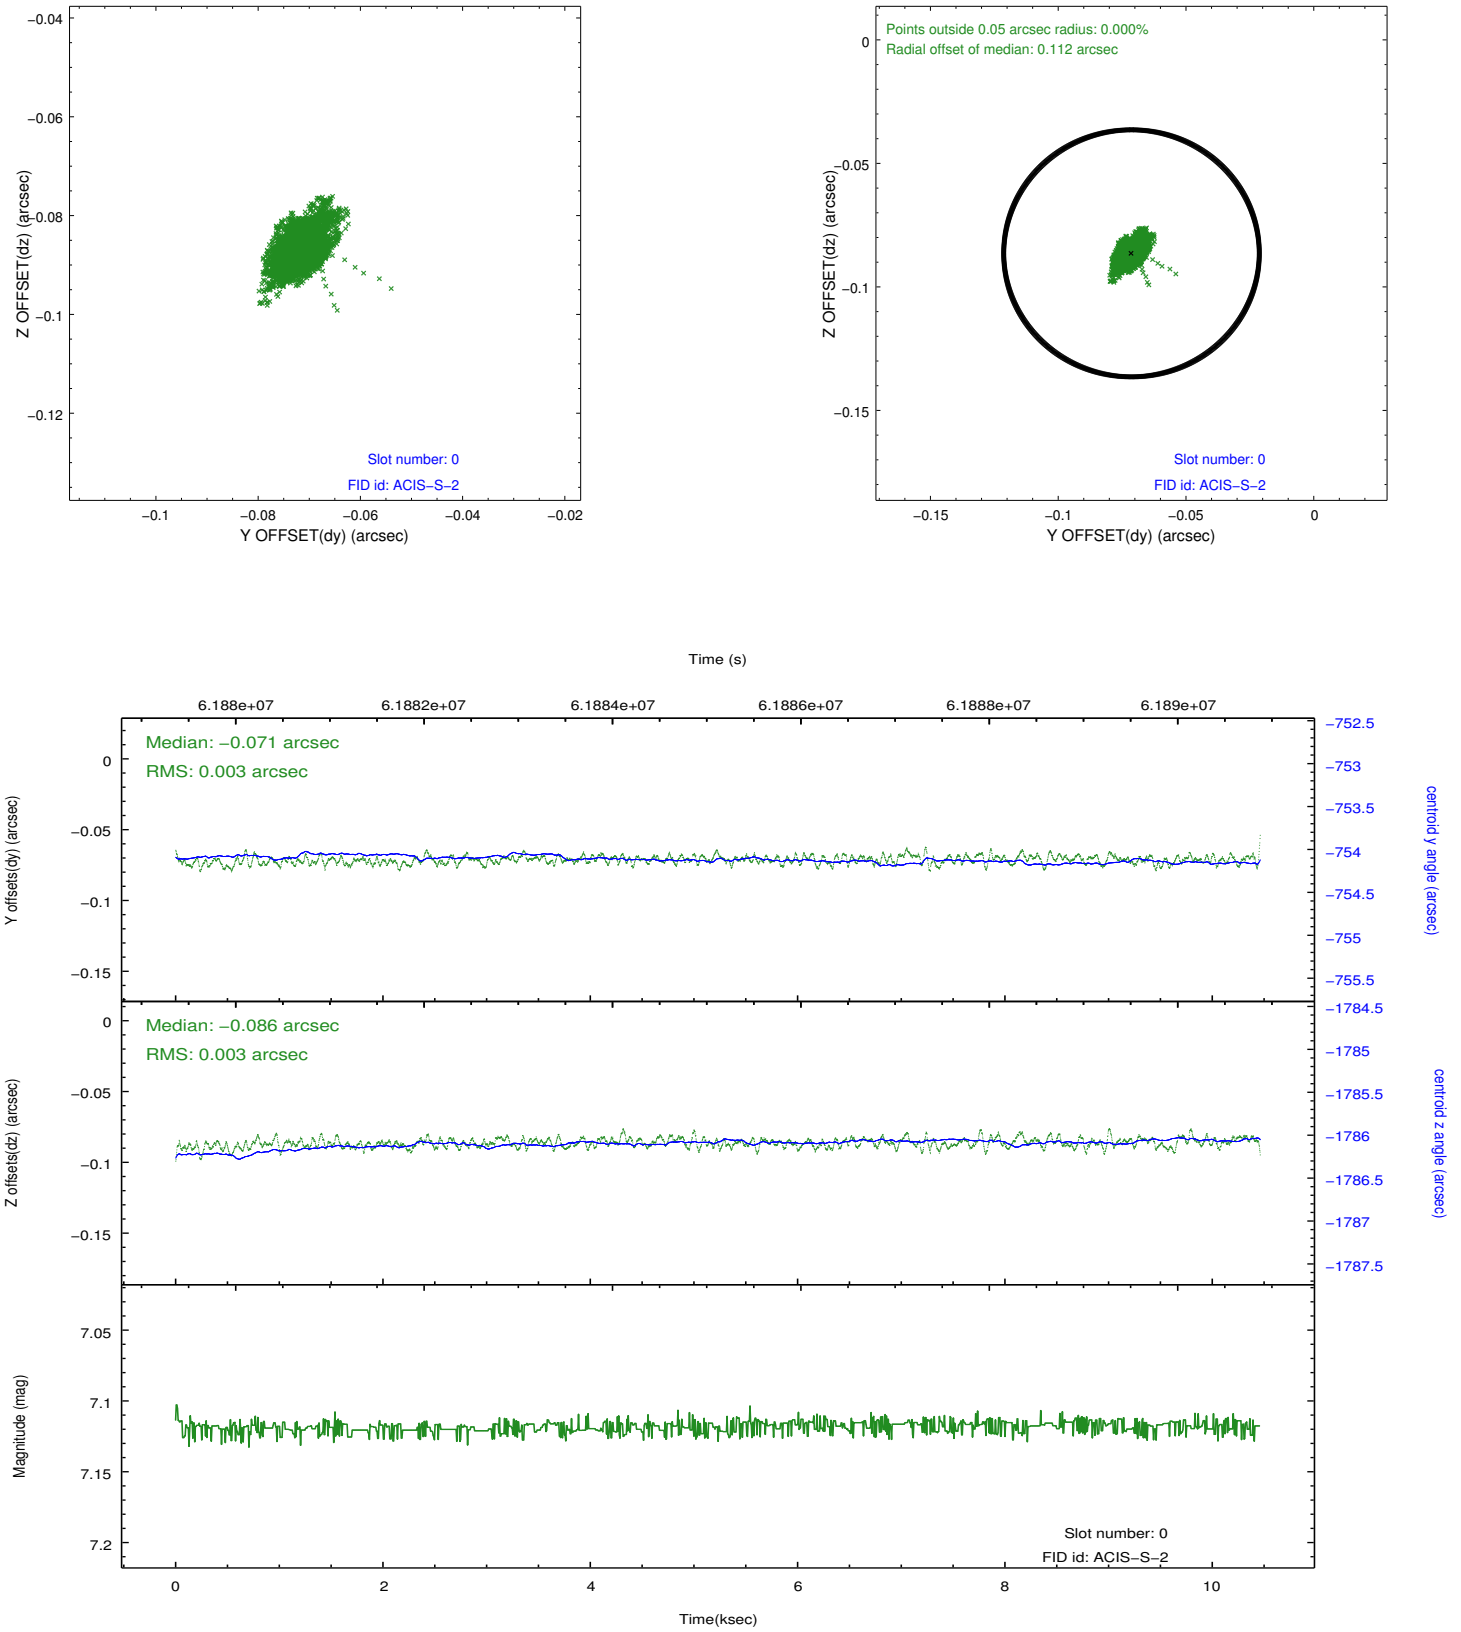 −0.04
−0.06
−0.08
−0.1
−0.12
Z OFFSET(dz) (arcsec)
Slot number: 0
FID id: ACIS−S−2
−0.1
−0.08
−0.06
−0.04
−0.02
Y OFFSET(dy) (arcsec)
Points outside 0.05 arcsec radius: 0.000%
Radial offset of median: 0.112 arcsec
0
−0.05
−0.1
−0.15
Z OFFSET(dz) (arcsec)
Slot number: 0
FID id: ACIS−S−2
−0.15
−0.1
−0.05
0
Y OFFSET(dy) (arcsec)
Time (s)
6.188e+07
6.1882e+07
6.1884e+07
6.1886e+07
6.1888e+07
6.189e+07
Median: −0.071 arcsec
RMS: 0.003 arcsec
0
−0.05
−0.1
−0.15
Y offsets(dy) (arcsec)
−752.5
−753
−753.5
−754
−754.5
−755
−755.5
centroid y angle (arcsec)
Median: −0.086 arcsec
RMS: 0.003 arcsec
0
−0.05
−0.1
−0.15
Z offsets(dz) (arcsec)
−1784.5
−1785
−1785.5
−1786
−1786.5
−1787
−1787.5
centroid z angle (arcsec)
7.05
7.1
7.15
7.2
Magnitude (mag)
Slot number: 0
FID id: ACIS−S−2
0
2
4
6
8
10
Time(ksec)